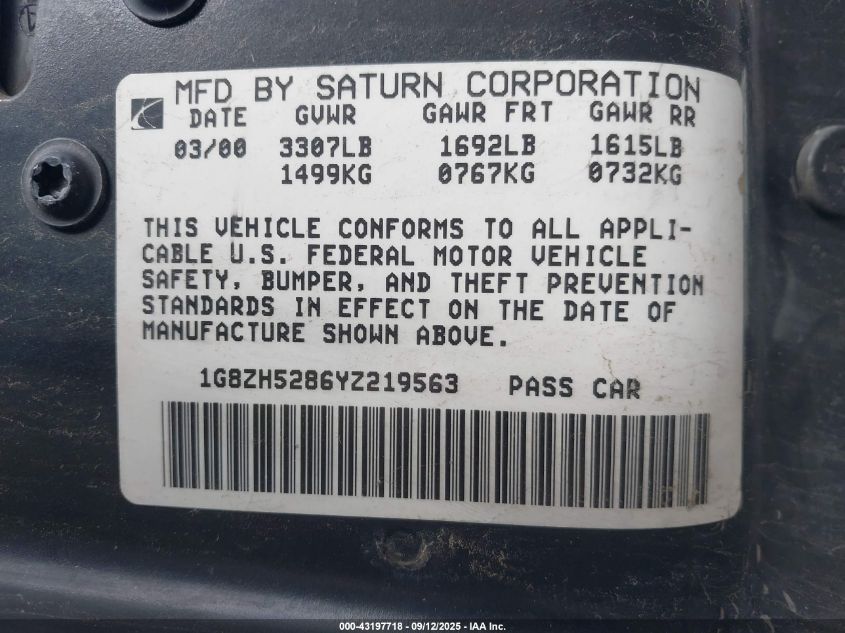 MFD BY SATURN CORPORATION
DATE GVWR GAWR FRT GAWR RR
03/00 3307LB 1692LB 1615LB
1499KG 0767KG 0732KG
THIS VEHICLE CONFORMS TO ALL APPLI-
CABLE U.S. FEDERAL MOTOR VEHICLE
SAFETY, BUMPER, AND THEFT PREVENTION
STANDARDS IN EFFECT ON THE DATE OF
MANUFACTURE SHOWN ABOVE.
1G8ZH5286YZ219563 PASS CAR
000-43197718 - 09/12/2025 - IAA Inc.